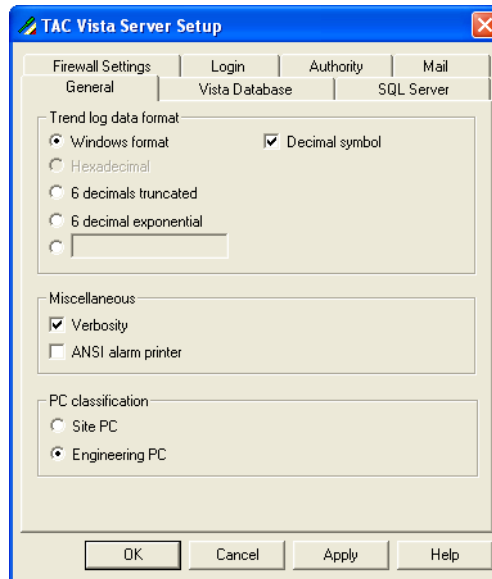 TAC Vista Server Setup
Firewall Settings Login Authority Mail
General Vista Database SQL Server
Trend log data format
Windows format Decimal symbol
Hexadecimal
6 decimals truncated
6 decimal exponential
Miscellaneous
Verbosity
ANSI alarm printer
PC classification
Site PC
Engineering PC
OK Cancel Apply Help